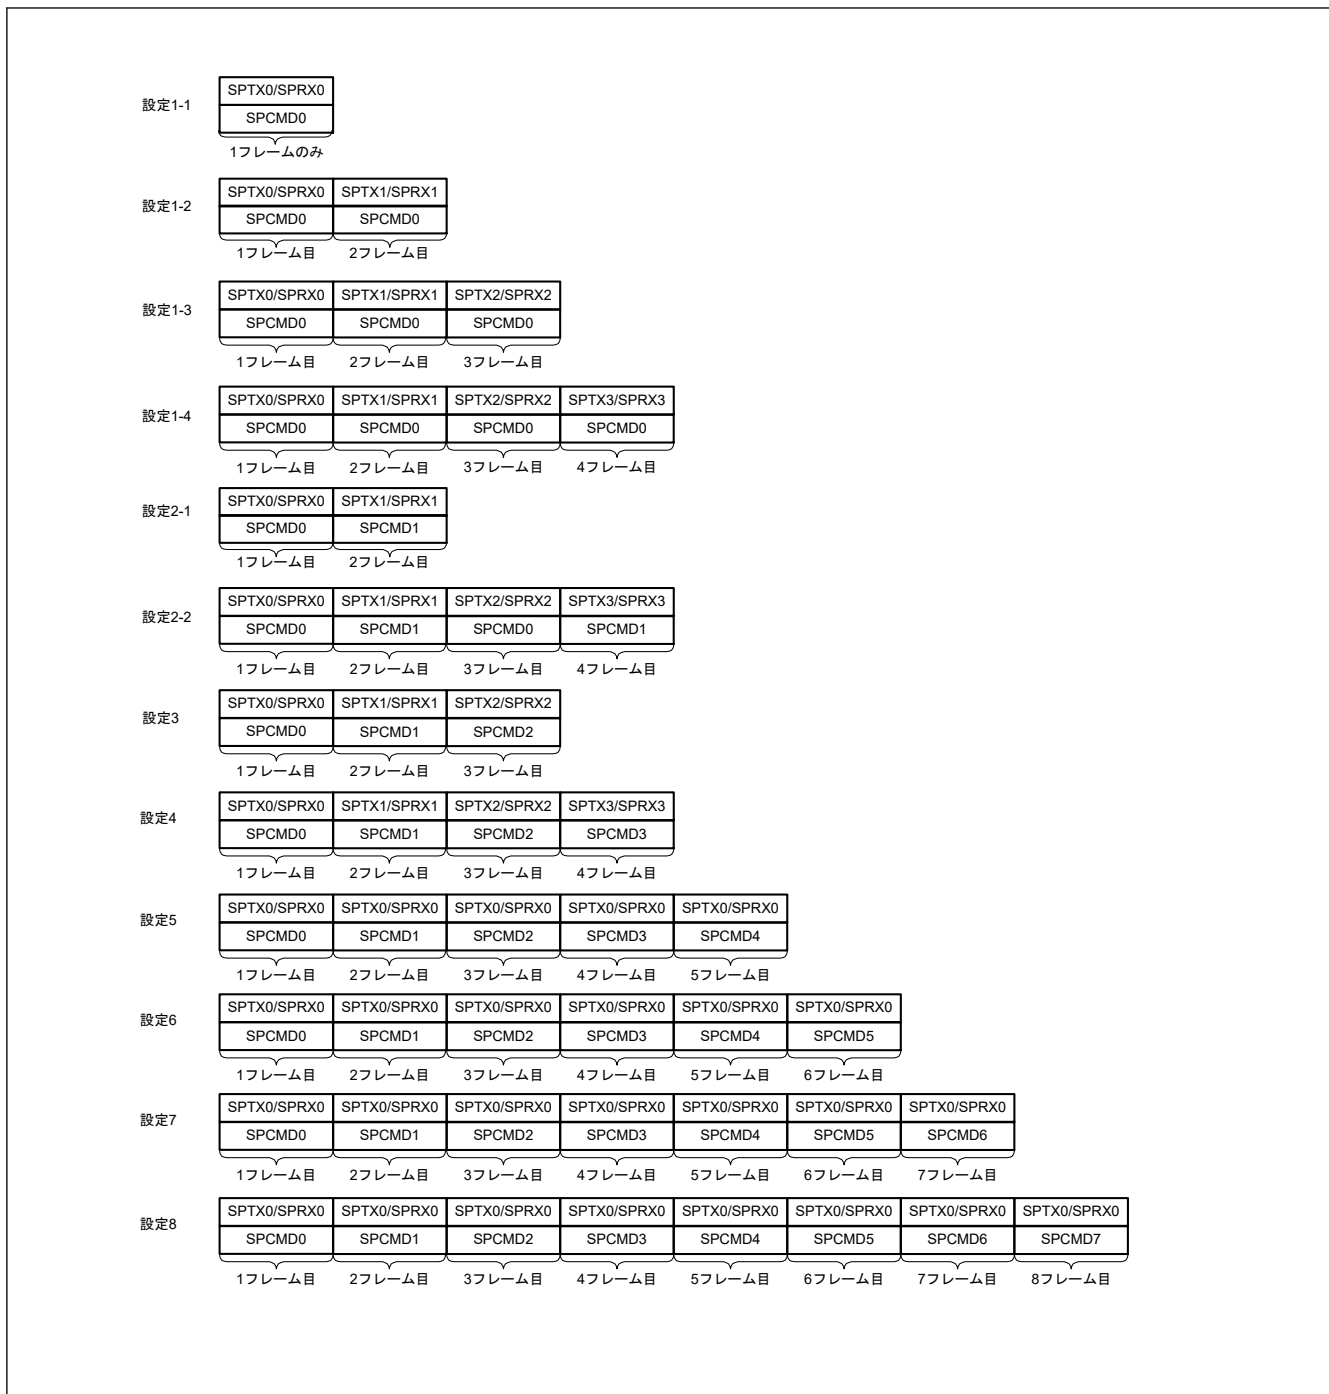 設定1-1
SPTX0/SPRX0
SPCMD0
1フレームのみ
設定1-2
SPTX0/SPRX0 SPTX1/SPRX1
SPCMD0 SPCMD0
1フレーム目 2フレーム目
設定1-3
SPTX0/SPRX0 SPTX1/SPRX1 SPTX2/SPRX2
SPCMD0 SPCMD0 SPCMD0
1フレーム目 2フレーム目 3フレーム目
設定1-4
SPTX0/SPRX0 SPTX1/SPRX1 SPTX2/SPRX2 SPTX3/SPRX3
SPCMD0 SPCMD0 SPCMD0 SPCMD0
1フレーム目 2フレーム目 3フレーム目 4フレーム目
設定2-1
SPTX0/SPRX0 SPTX1/SPRX1
SPCMD0 SPCMD1
1フレーム目 2フレーム目
設定2-2
SPTX0/SPRX0 SPTX1/SPRX1 SPTX2/SPRX2 SPTX3/SPRX3
SPCMD0 SPCMD1 SPCMD0 SPCMD1
1フレーム目 2フレーム目 3フレーム目 4フレーム目
設定3
SPTX0/SPRX0 SPTX1/SPRX1 SPTX2/SPRX2
SPCMD0 SPCMD1 SPCMD2
1フレーム目 2フレーム目 3フレーム目
設定4
SPTX0/SPRX0 SPTX1/SPRX1 SPTX2/SPRX2 SPTX3/SPRX3
SPCMD0 SPCMD1 SPCMD2 SPCMD3
1フレーム目 2フレーム目 3フレーム目 4フレーム目
設定5
SPTX0/SPRX0 SPTX0/SPRX0 SPTX0/SPRX0 SPTX0/SPRX0 SPTX0/SPRX0
SPCMD0 SPCMD1 SPCMD2 SPCMD3 SPCMD4
1フレーム目 2フレーム目 3フレーム目 4フレーム目 5フレーム目
設定6
SPTX0/SPRX0 SPTX0/SPRX0 SPTX0/SPRX0 SPTX0/SPRX0 SPTX0/SPRX0 SPTX0/SPRX0
SPCMD0 SPCMD1 SPCMD2 SPCMD3 SPCMD4 SPCMD5
1フレーム目 2フレーム目 3フレーム目 4フレーム目 5フレーム目 6フレーム目
設定7
SPTX0/SPRX0 SPTX0/SPRX0 SPTX0/SPRX0 SPTX0/SPRX0 SPTX0/SPRX0 SPTX0/SPRX0 SPTX0/SPRX0
SPCMD0 SPCMD1 SPCMD2 SPCMD3 SPCMD4 SPCMD5 SPCMD6
1フレーム目 2フレーム目 3フレーム目 4フレーム目 5フレーム目 6フレーム目 7フレーム目
設定8
SPTX0/SPRX0 SPTX0/SPRX0 SPTX0/SPRX0 SPTX0/SPRX0 SPTX0/SPRX0 SPTX0/SPRX0 SPTX0/SPRX0 SPTX0/SPRX0
SPCMD0 SPCMD1 SPCMD2 SPCMD3 SPCMD4 SPCMD5 SPCMD6 SPCMD7
1フレーム目 2フレーム目 3フレーム目 4フレーム目 5フレーム目 6フレーム目 7フレーム目 8フレーム目